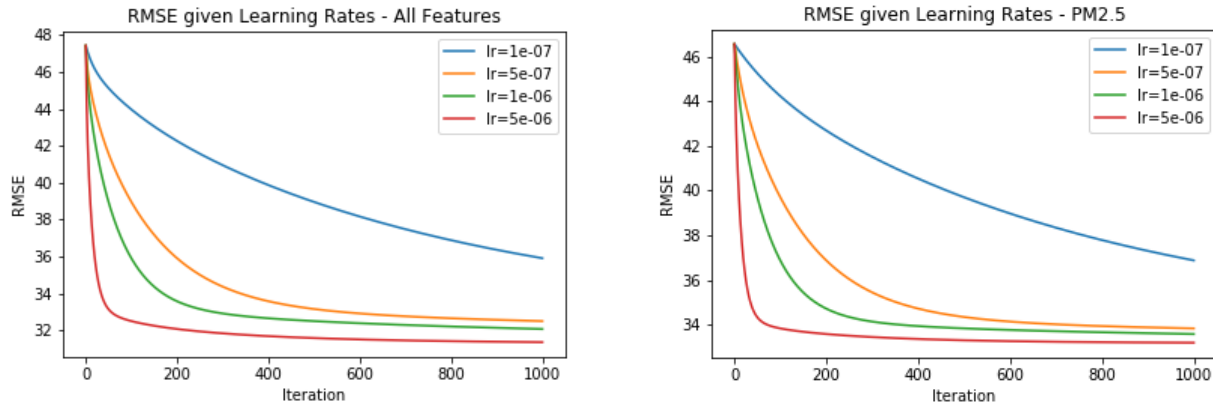 RMSE given Learning Rates - All Features
48
46
44
42
40
38
36
34
32
RMSE
0 200 400 600 800 1000
Iteration
lr=1e-07
lr=5e-07
lr=1e-06
lr=5e-06
RMSE given Learning Rates - PM2.5
46
44
42
40
38
36
34
RMSE
0 200 400 600 800 1000
Iteration
lr=1e-07
lr=5e-07
lr=1e-06
lr=5e-06